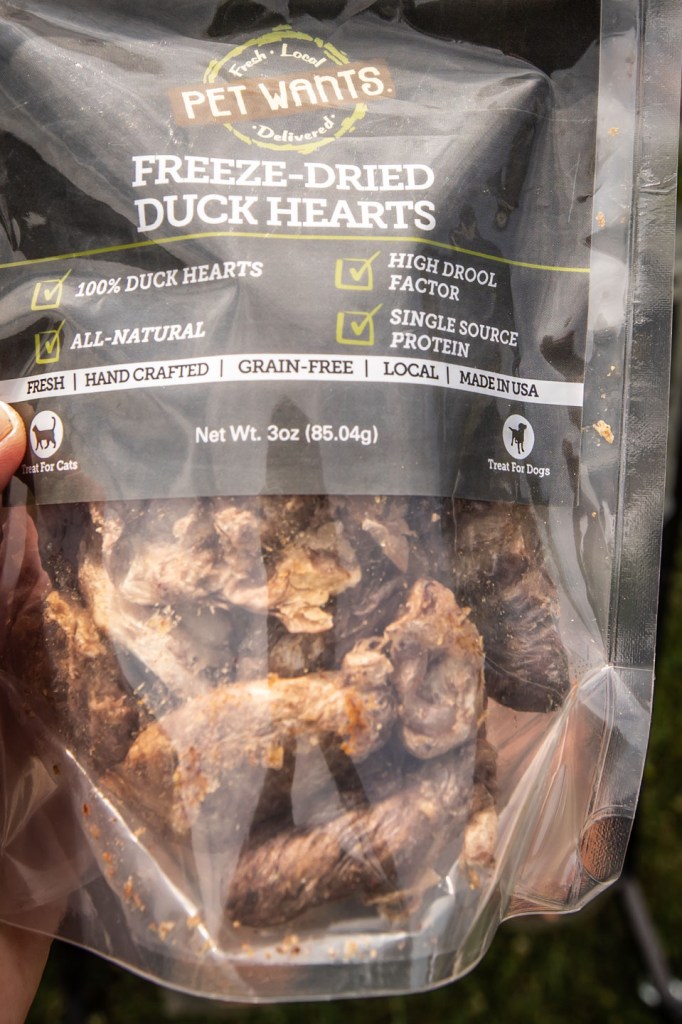 Fresh · Local
PET WANTS.
· Delivered ·
FREEZE-DRIED
DUCK HEARTS
100% DUCK HEARTS
ALL-NATURAL
HIGH DROOL
FACTOR
SINGLE SOURCE
PROTEIN
FRESH | HAND CRAFTED | GRAIN-FREE | LOCAL | MADE IN USA
Treat For Cats
Net Wt. 3oz (85.04g)
Treat For Dogs